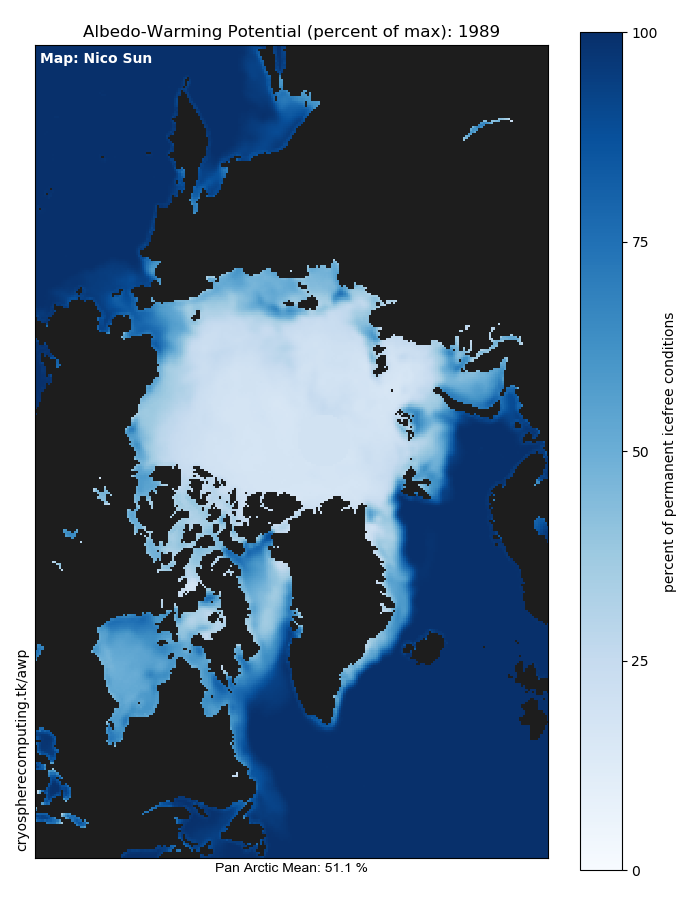 Albedo-Warming Potential (percent of max): 1989
Map: Nico Sun
100
75
50
25
0
percent of permanent icefree conditions
cryospherecomputing.tk/awp
Pan Arctic Mean: 51.1 %